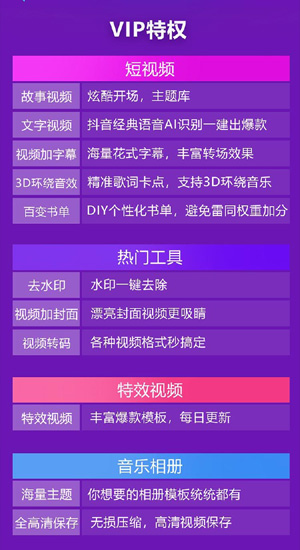 VIP特权
短视频
故事视频 炫酷开场，主题库
文字视频 抖音经典语音AI识别一建出爆款
视频加字幕 海量花式字幕，丰富转场效果
3D环绕音效 精准歌词卡点，支持3D环绕音乐
百变书单 DIY个性化书单，避免雷同权重加分
热门工具
去水印 水印一键去除
视频加封面 漂亮封面视频更吸睛
视频转码 各种视频格式秒搞定
特效视频
特效视频 丰富爆款模板，每日更新
音乐相册
海量主题 你想要的相册模板统统都有
全高清保存 无损压缩，高清视频保存